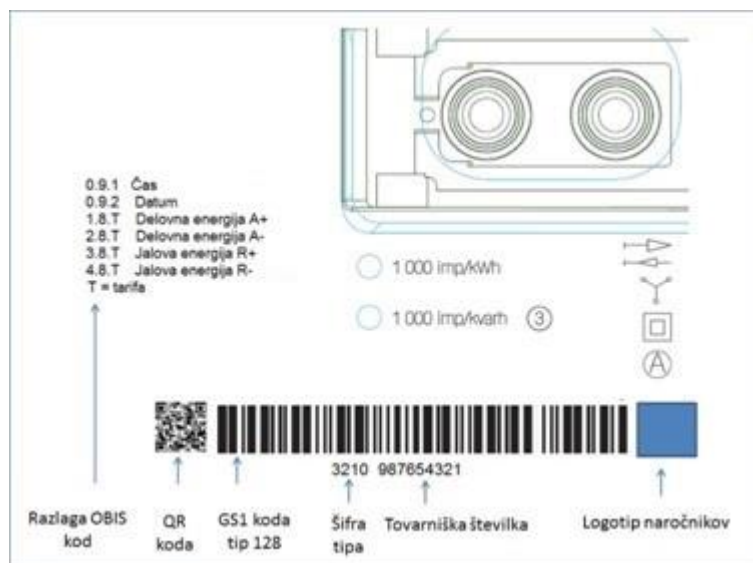 0.9.1 Čas
0.9.2 Datum
1.8.T Delovna energija A+
2.8.T Delovna energija A-
3.8.T Jalova energija R+
4.8.T Jalova energija R-
T = tarifa
1 000 imp/kWh
1 000 imp/kvarh 3
A
3210 987654321
Razlaga OBIS kod
QR koda
GS1 koda tip 128
Šifra tipa
Tovarniška številka
Logotip naročnikov